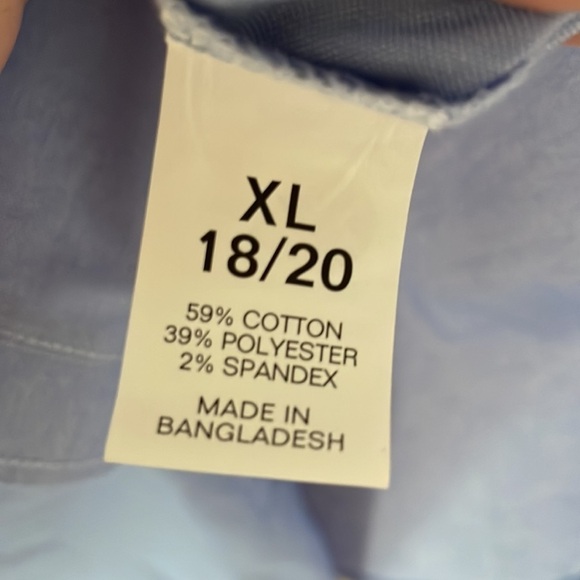 XL
18/20
59% COTTON
39% POLYESTER
2% SPANDEX
MADE IN
BANGLADESH